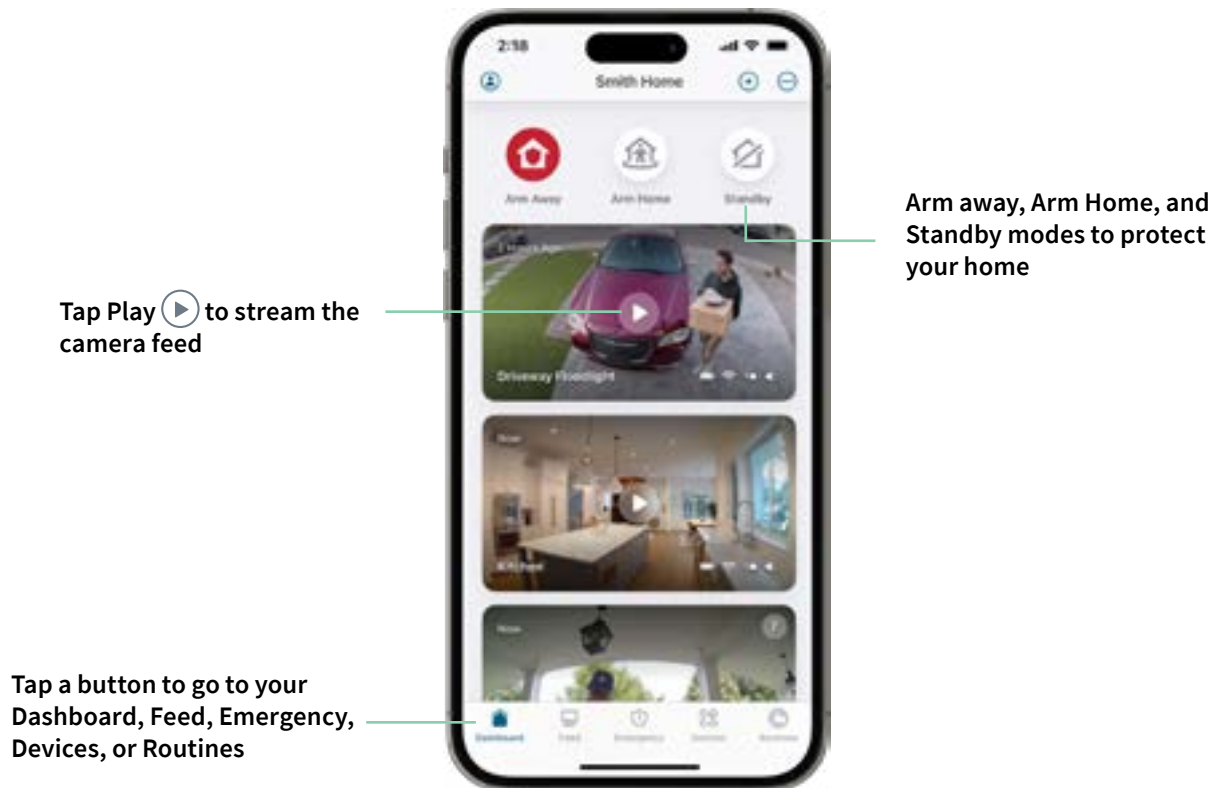 2:18
Smith Home
Arm Away
Arm Home
Standby
Arm away, Arm Home, and
Standby modes to protect
your home
Tap Play to stream the
camera feed
Driveway Floodlight
Now
Kitchen
Now
Tap a button to go to your
Dashboard, Feed, Emergency,
Devices, or Routines
Dashboard
Feed
Emergency
Devices
Routines